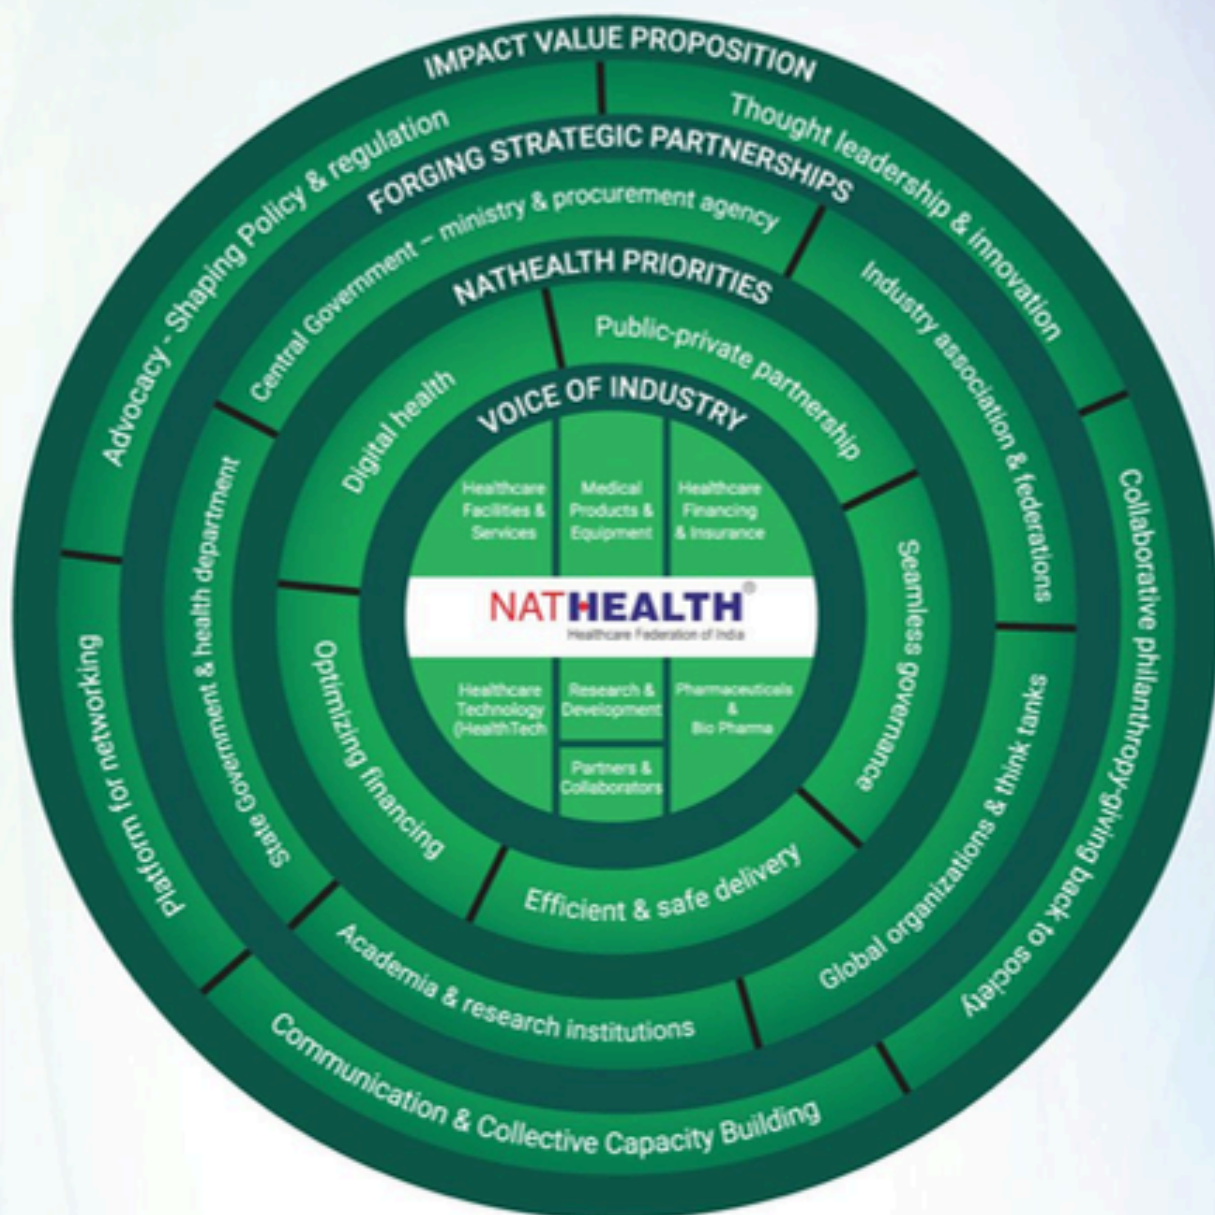 IMPACT VALUE PROPOSITION
Advocacy - Shaping Policy & regulation
Thought leadership & innovation
Collaborative philanthropy-giving back to society
Communication & Collective Capacity Building
Platform for networking
FORGING STRATEGIC PARTNERSHIPS
Central Government – ministry & procurement agency
Industry association & federations
Global organizations & think tanks
Academia & research institutions
State Government & health department
NATHEALTH PRIORITIES
Digital health
Public-private partnership
Seamless governance
Efficient & safe delivery
Optimizing financing
VOICE OF INDUSTRY
Healthcare
Facilities &
Services
Medical
Products &
Equipment
Healthcare
Financing
& Insurance
NATHEALTH®
Healthcare Federation of India
Healthcare
Technology
(HealthTech
Research &
Development
Pharmaceuticals
&
Bio Pharma
Partners &
Collaborators